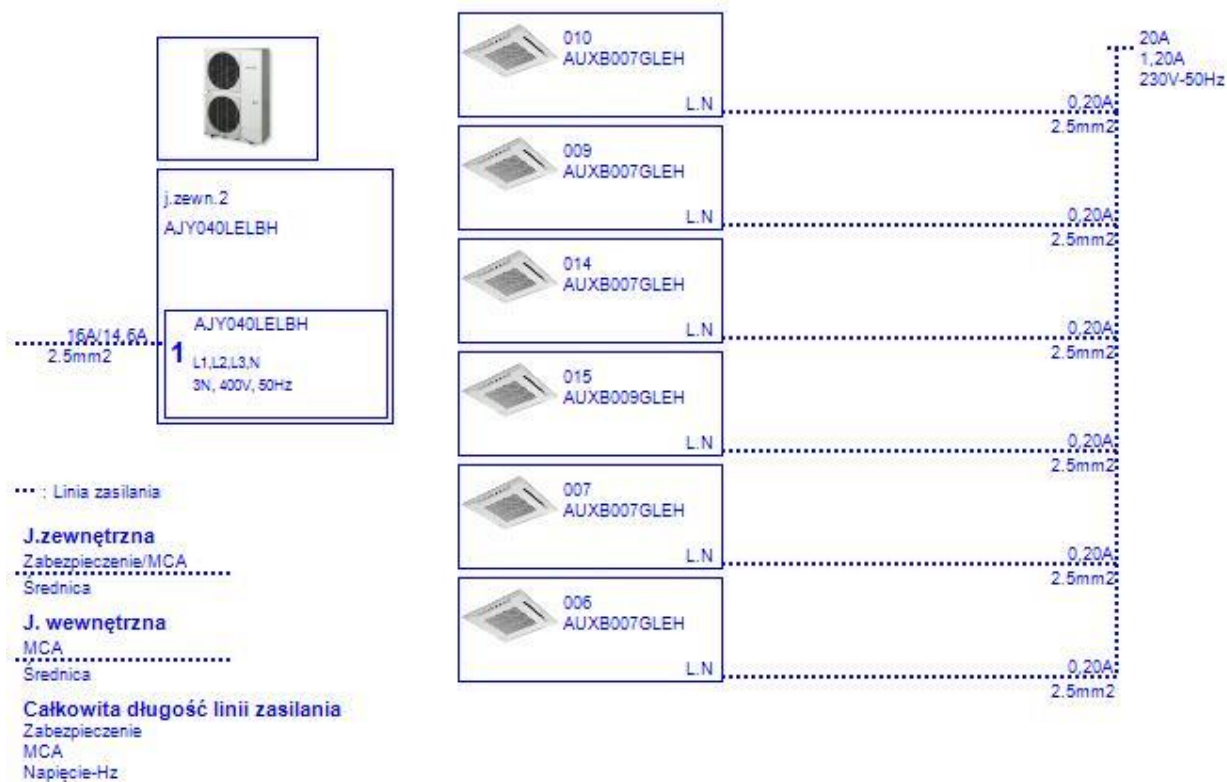 j.zewn.2
AJY040LELBH
16A/14.6A
2.5mm2
1
AJY040LELBH
L1,L2,L3,N
3N, 400V, 50Hz
010
AUXB007GLEH
L.N
0,20A
2.5mm2
009
AUXB007GLEH
L.N
0,20A
2.5mm2
014
AUXB007GLEH
L.N
0,20A
2.5mm2
015
AUXB009GLEH
L.N
0,20A
2.5mm2
007
AUXB007GLEH
L.N
0,20A
2.5mm2
006
AUXB007GLEH
L.N
0,20A
2.5mm2
20A
1,20A
230V-50Hz
: Linia zasilania
J.zewnętrzna
Zabezpieczenie/MCA
Średnica
J. wewnętrzna
MCA
Średnica
Całkowita długość linii zasilania
Zabezpieczenie
MCA
Napięcie-Hz